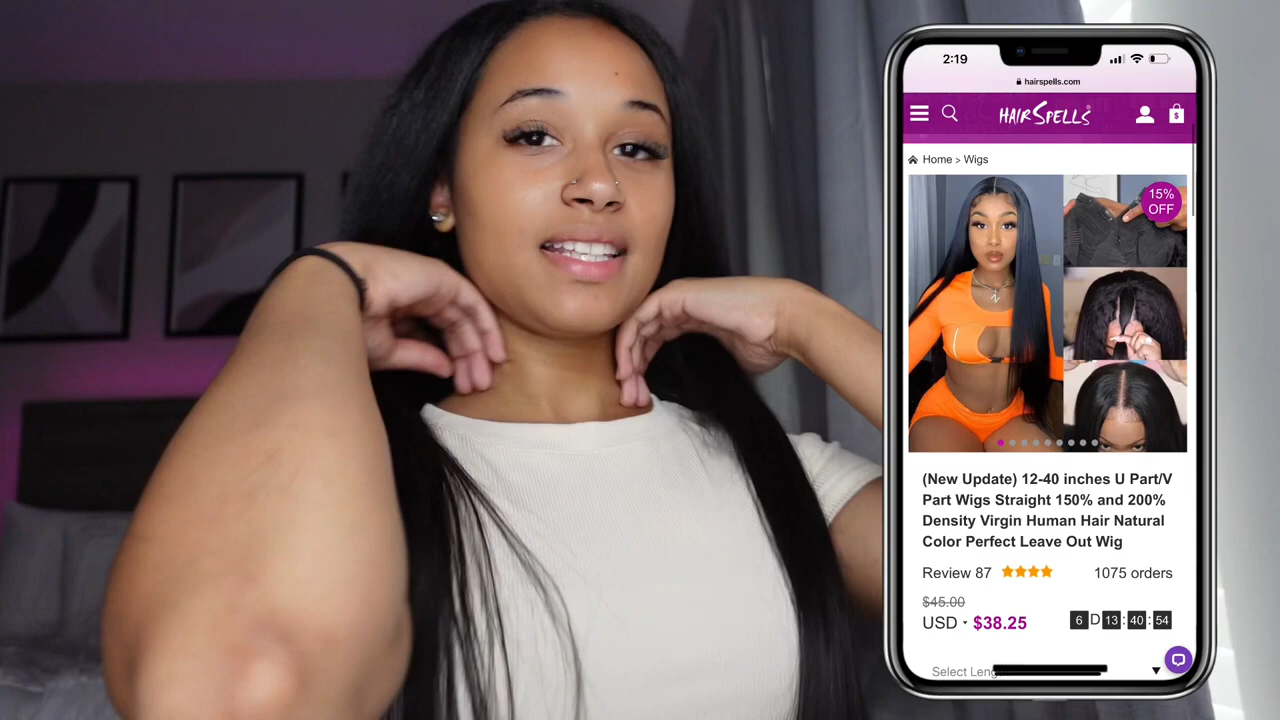 2:19
hairspells.com
HAIRSPELLS
Home > Wigs
15%
OFF
(New Update) 12-40 inches U Part/V
Part Wigs Straight 150% and 200%
Density Virgin Human Hair Natural
Color Perfect Leave Out Wig
Review 87
1075 orders
$45.00
USD $38.25
6 D 13 : 40 : 54
Select Leng